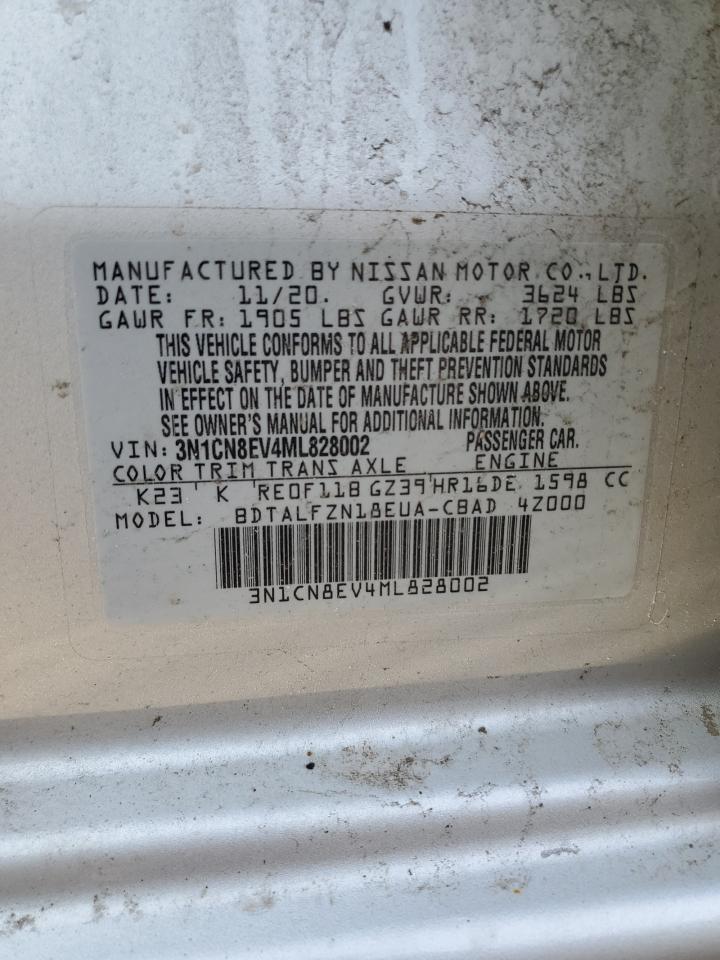 MANUFACTURED BY NISSAN MOTOR CO., LTD.
DATE: 11/20. GVWR: 3624 LBS
GAWR FR: 1905 LBS GAWR RR: 1720 LBS
THIS VEHICLE CONFORMS TO ALL APPLICABLE FEDERAL MOTOR
VEHICLE SAFETY, BUMPER AND THEFT PREVENTION STANDARDS
IN EFFECT ON THE DATE OF MANUFACTURE SHOWN ABOVE.
SEE OWNER'S MANUAL FOR ADDITIONAL INFORMATION.
VIN: 3N1CN8EV4ML828002 PASSENGER CAR.
COLOR TRIM TRANS AXLE ENGINE
K23 K RE0F11B GZ39 HR16DE 1598 CC
MODEL: BDTALFZN18EUA-CBAD 4Z000
3N1CN8EV4ML828002